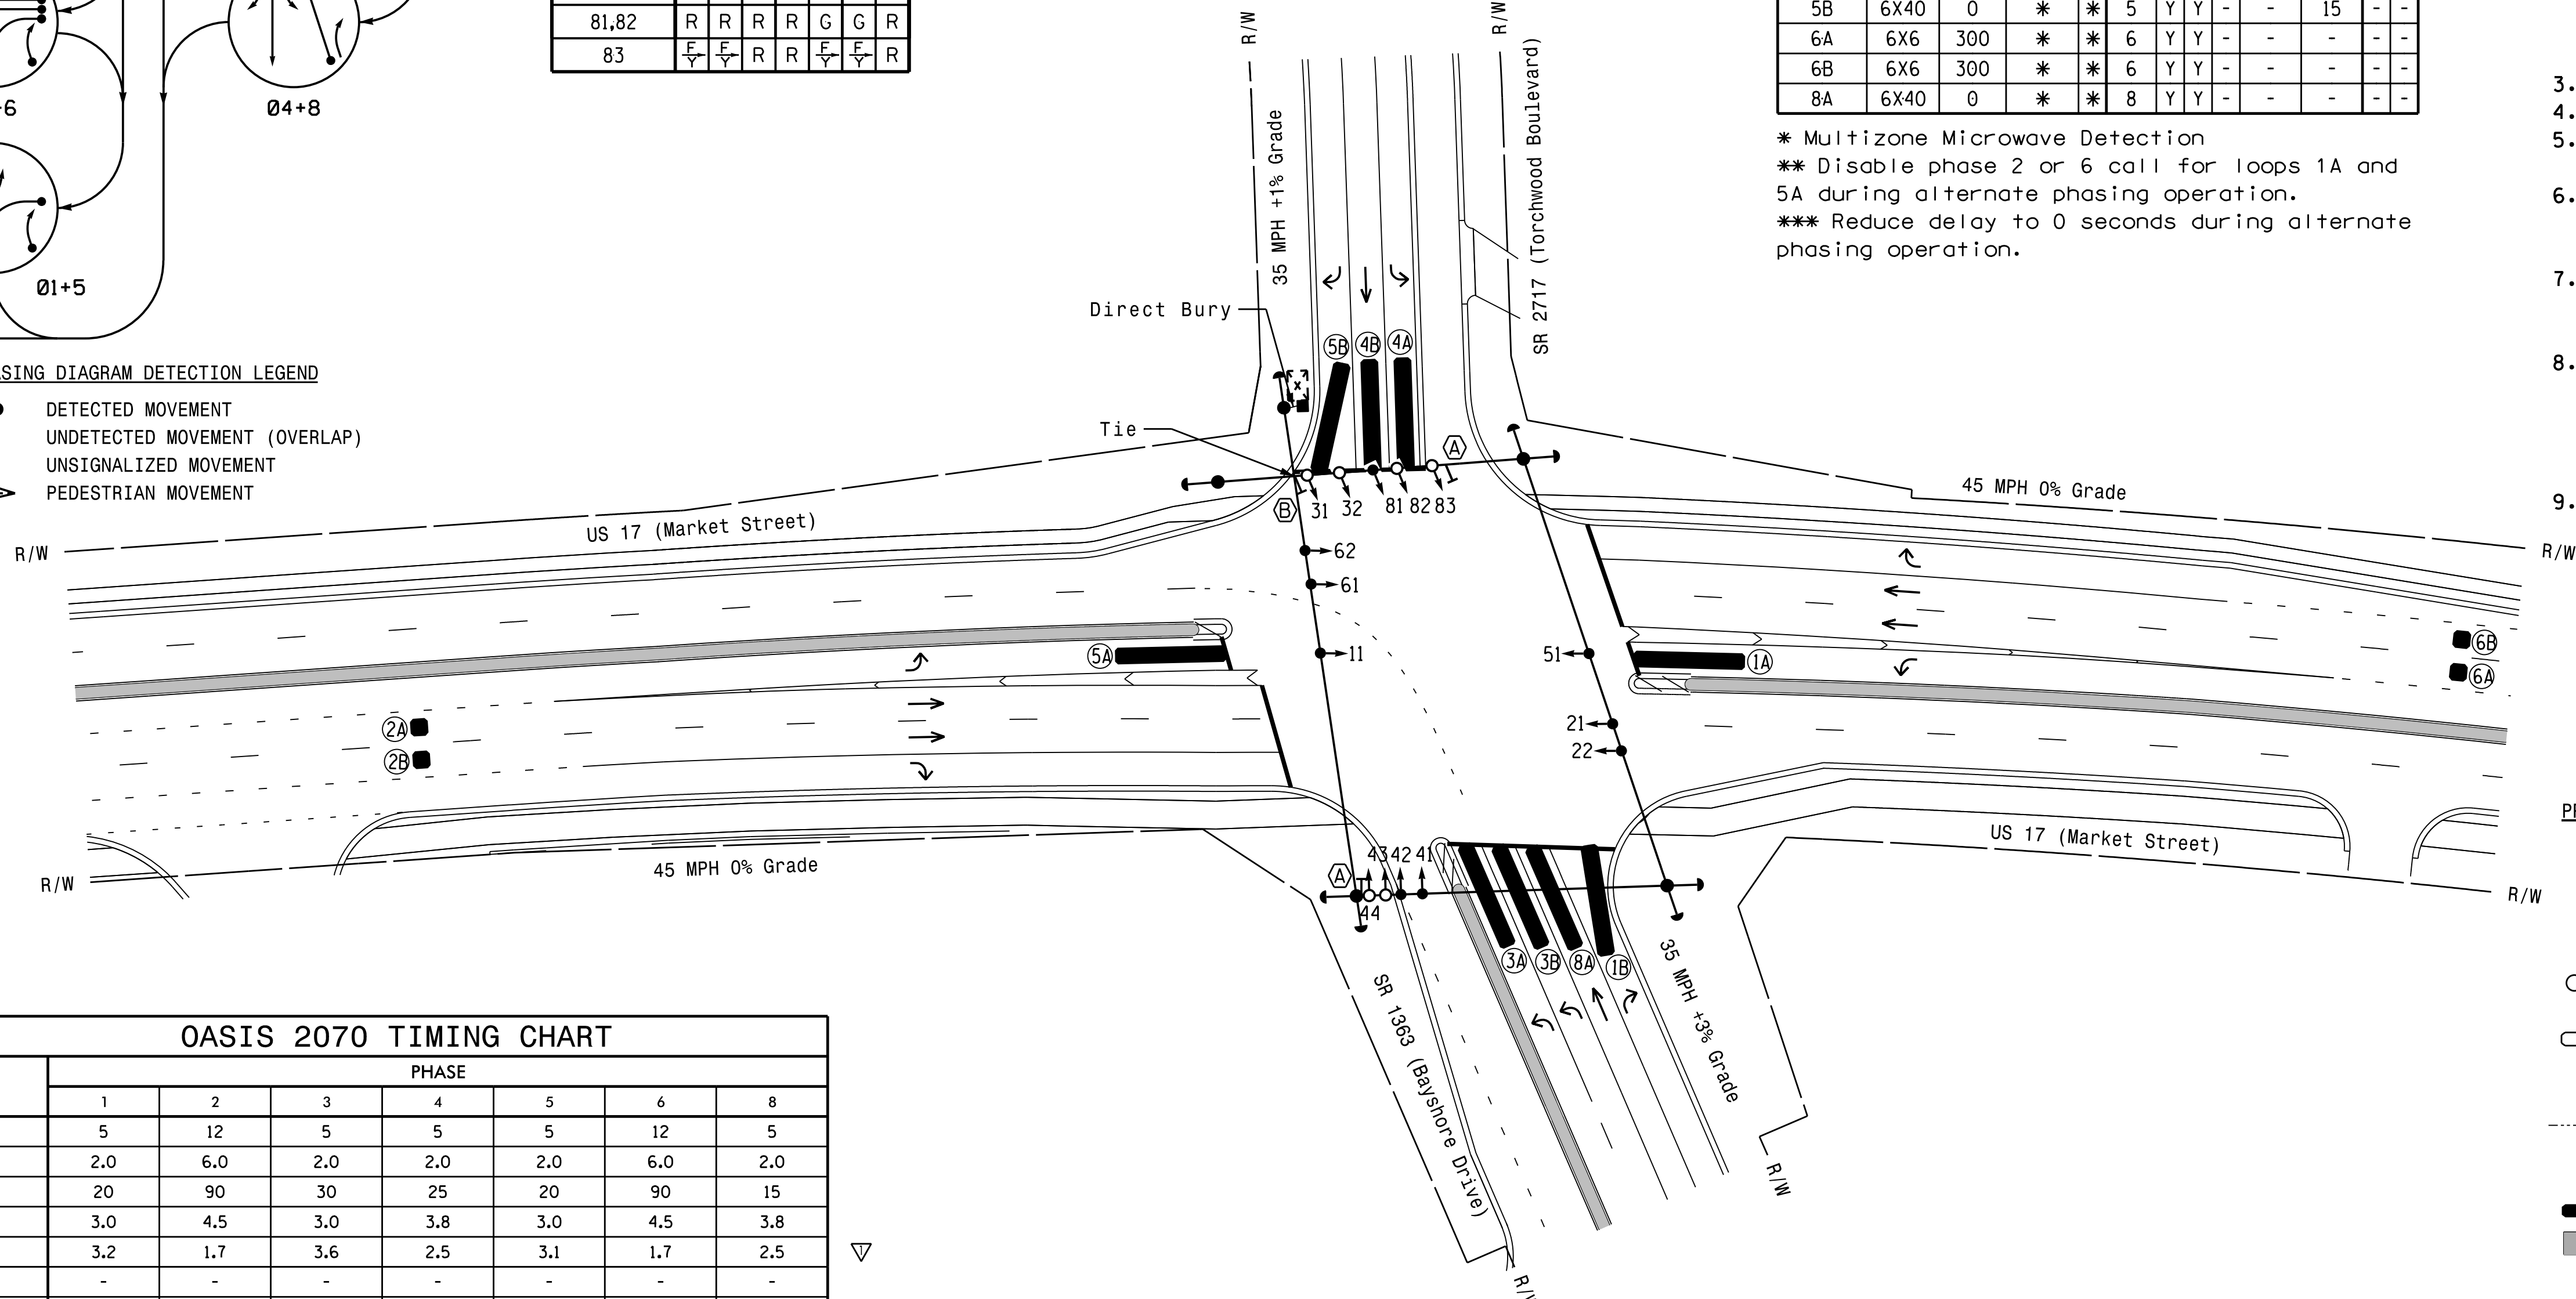 81,82 R R R R G G R
83 F Y F Y R R F Y F Y R
-6
Ø4+8
Ø1+5
ASING DIAGRAM DETECTION LEGEND
DETECTED MOVEMENT
UNDETECTED MOVEMENT (OVERLAP)
UNSIGNALIZED MOVEMENT
PEDESTRIAN MOVEMENT
R/W
R/W
35 MPH +1% Grade
SR 2717 (Torchwood Boulevard)
5B 6X40 0 * * 5 Y Y - - 15 - -
6A 6X6 300 * * 6 Y Y - - - - -
6B 6X6 300 * * 6 Y Y - - - - -
8A 6X40 0 * * 8 Y Y - - - - -
* Multizone Microwave Detection
** Disable phase 2 or 6 call for loops 1A and
5A during alternate phasing operation.
*** Reduce delay to 0 seconds during alternate
phasing operation.
3.
4.
5.
6.
7.
8.
9.
Direct Bury
Tie
5B 4B 4A
A
B
31 32 81 82 83
62
61
11
51
21
22
US 17 (Market Street)
R/W
45 MPH 0% Grade
R/W
5A
1A
6B
6A
2A
2B
45 MPH 0% Grade
R/W
US 17 (Market Street)
R/W
A
43 42 41
44
3A 3B 8A 1B
SR 1363 (Bayshore Drive)
35 MPH +3% Grade
R/W
R/W
OASIS 2070 TIMING CHART
PHASE
1 2 3 4 5 6 8
5 12 5 5 5 12 5
2.0 6.0 2.0 2.0 2.0 6.0 2.0
20 90 30 25 20 90 15
3.0 4.5 3.0 3.8 3.0 4.5 3.8
3.2 1.7 3.6 2.5 3.1 1.7 2.5
1
- - - - - - -